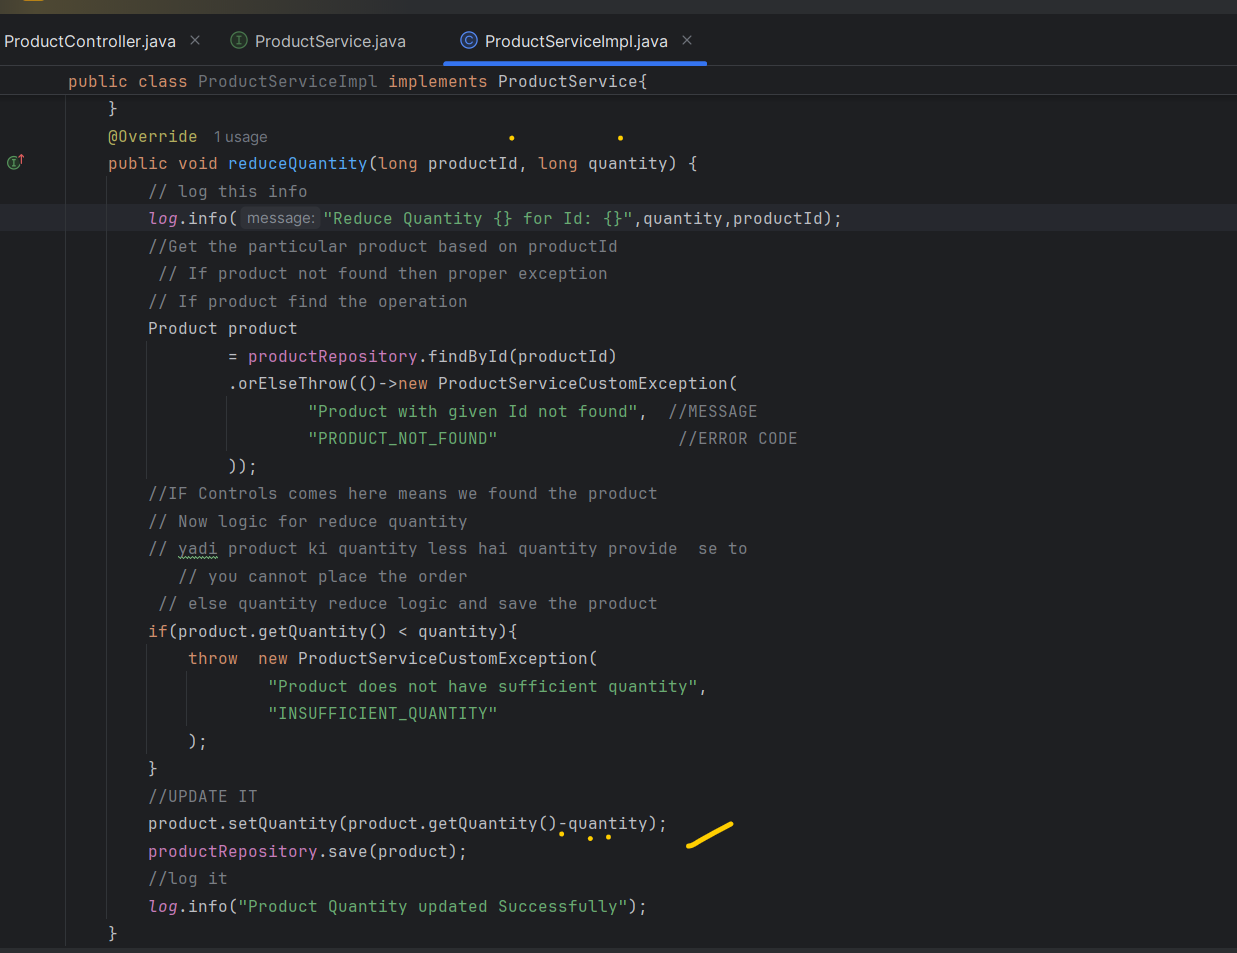 ProductController.java × ProductService.java ProductServiceImpl.java ×
public class ProductServiceImpl implements ProductService{
}
@Override 1 usage
public void reduceQuantity(long productId, long quantity) {
// log this info
log.info( message: "Reduce Quantity {} for Id: {}",quantity,productId);
//Get the particular product based on productId
// If product not found then proper exception
// If product find the operation
Product product
= productRepository.findById(productId)
.orElseThrow(()->new ProductServiceCustomException(
"Product with given Id not found", //MESSAGE
"PRODUCT_NOT_FOUND" //ERROR CODE
));
//IF Controls comes here means we found the product
// Now logic for reduce quantity
// yadi product ki quantity less hai quantity provide se to
// you cannot place the order
// else quantity reduce logic and save the product
if(product.getQuantity() < quantity){
throw new ProductServiceCustomException(
"Product does not have sufficient quantity",
"INSUFFICIENT_QUANTITY"
);
}
//UPDATE IT
product.setQuantity(product.getQuantity()-quantity);
productRepository.save(product);
//log it
log.info("Product Quantity updated Successfully");
}